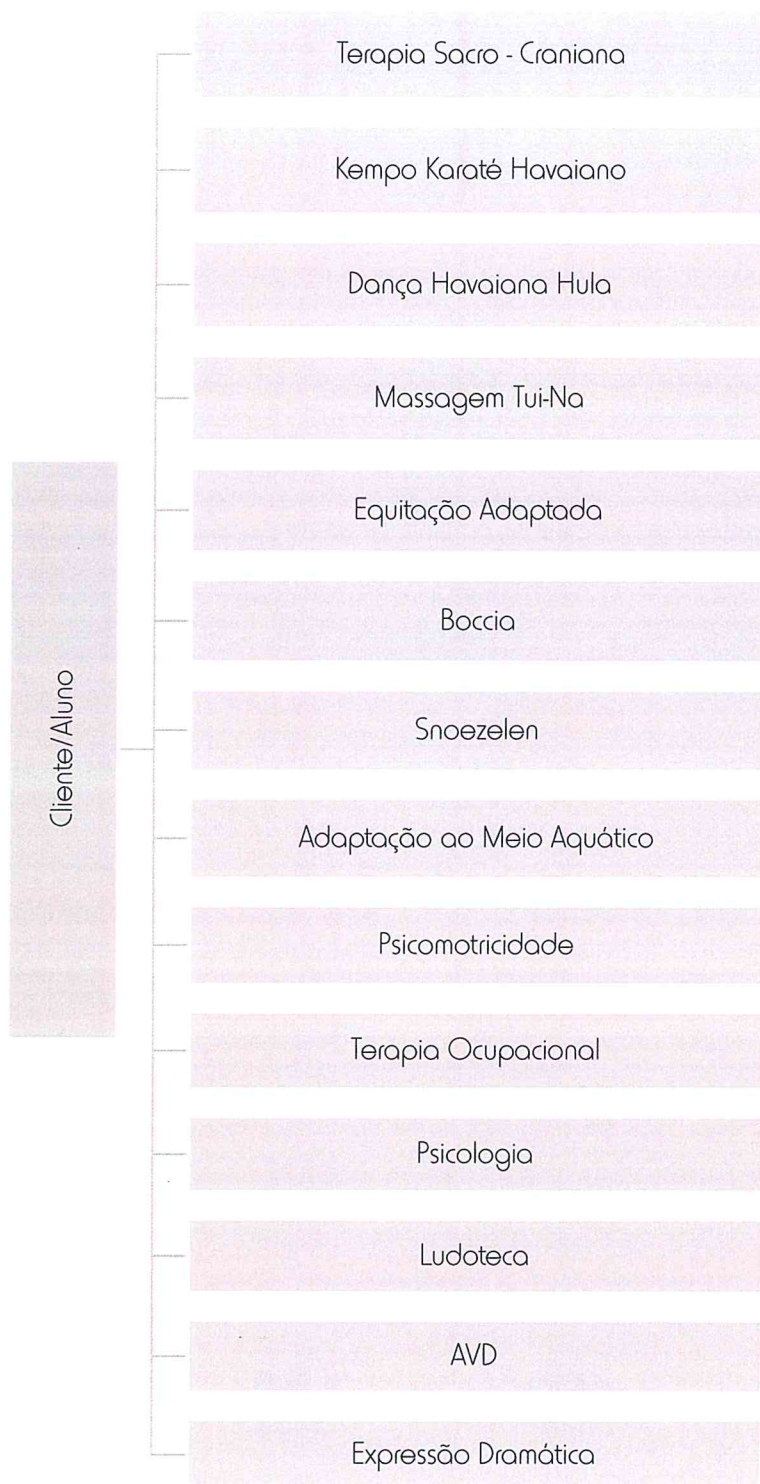 Terapia Sacro - Craniana
Kempo Karaté Havaiano
Dança Havaiana Hula
Massagem Tui-Na
Equitação Adaptada
Boccia
Snoezelen
Cliente/Aluno
Adaptação ao Meio Aquático
Psicomotricidade
Terapia Ocupacional
Psicologia
Ludoteca
AVD
Expressão Dramática